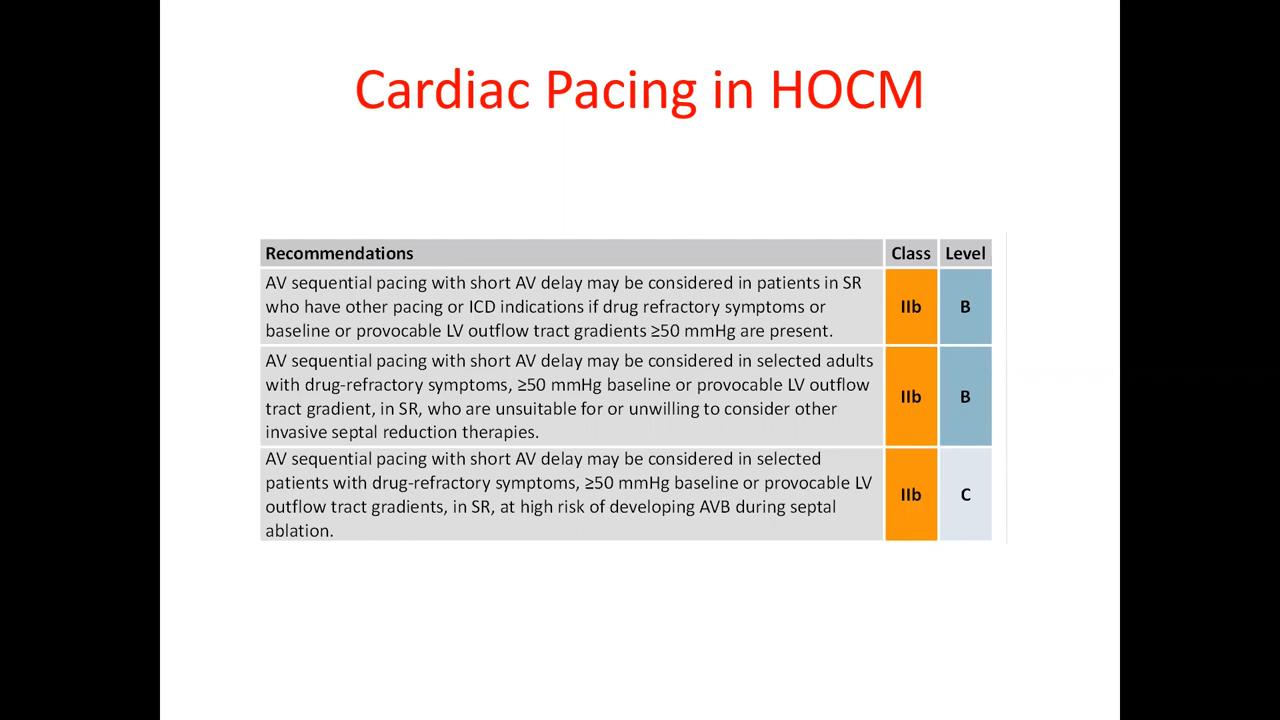 Cardiac Pacing in HOCM
Recommendations Class Level
AV sequential pacing with short AV delay may be considered in patients in SR
who have other pacing or ICD indications if drug refractory symptoms or
baseline or provocable LV outflow tract gradients ≥50 mmHg are present.
IIb B
AV sequential pacing with short AV delay may be considered in selected adults
with drug-refractory symptoms, ≥50 mmHg baseline or provocable LV outflow
tract gradient, in SR, who are unsuitable for or unwilling to consider other
invasive septal reduction therapies.
IIb B
AV sequential pacing with short AV delay may be considered in selected
patients with drug-refractory symptoms, ≥50 mmHg baseline or provocable LV
outflow tract gradients, in SR, at high risk of developing AVB during septal
ablation.
IIb C